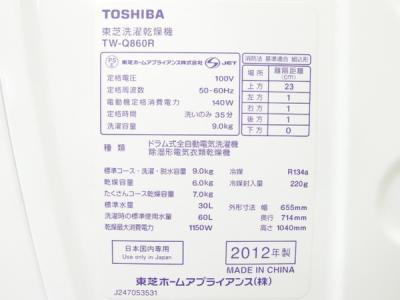 TOSHIBA
東芝洗濯乾燥機
TW-Q860R
PS E 東芝ホームアプライアンス株式会社 JET
定格電圧 100V
定格周波数 50-60Hz
電動機定格消費電力 140W
定格時間 洗いのみ 35分
洗濯容量 9.0kg
消防法 基準適合 組込形
場所 離隔距離(cm)
上方 23
左方 1
右方 1
後方 1
下方 0
品名 ドラム式全自動電気洗濯機
除湿形電気衣類乾燥機
標準コース・洗濯・脱水容量 9.0kg
乾燥容量 6.0kg
たくさんコース乾燥容量 7.0kg
標準水量 30L
洗濯時の標準使用水量 60L
乾燥最大消費電力 1150W
冷媒 R134a
冷媒封入量 220g
外形寸法 幅 655mm
奥行 714mm
高さ 1040mm
日本国内専用
Use only in Japan
2012年製
MADE IN CHINA
東芝ホームアプライアンス(株)
J247053531